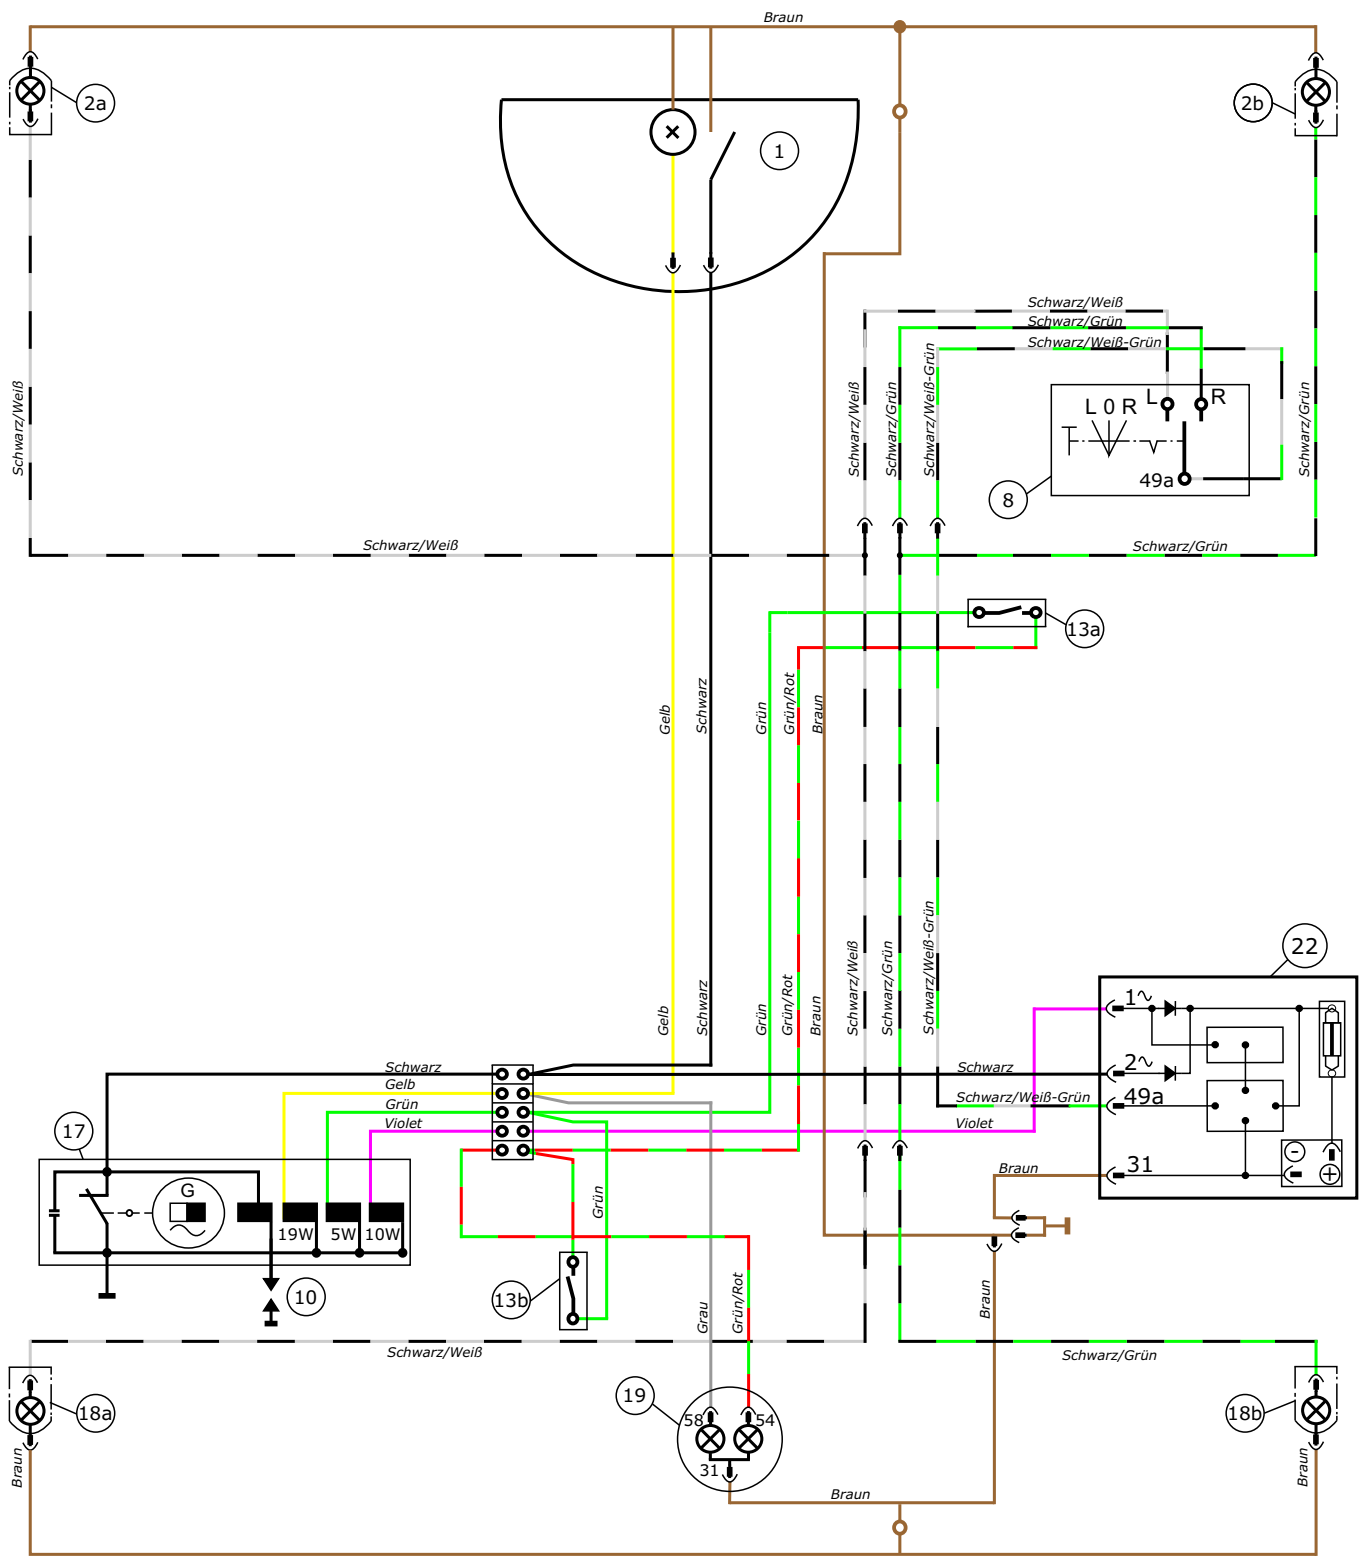 Braun
2a
2b
1
Schwarz/Weiß
Schwarz/Grün
Schwarz/Weiß-Grün
Schwarz/Weiß
Schwarz/Weiß
Schwarz/Grün
Schwarz/Weiß-Grün
Schwarz/Grün
L 0 R
L
R
49a
8
Schwarz/Weiß
Schwarz/Grün
13a
Gelb
Schwarz
Grün
Grün/Rot
Braun
Gelb
Schwarz
Grün
Grün/Rot
Braun
Schwarz/Weiß
Schwarz/Grün
Schwarz/Weiß-Grün
22
1~
2~
49a
31
-
+
Schwarz
Gelb
Grün
Violet
Schwarz
Schwarz/Weiß-Grün
Violet
Braun
17
G
19W
5W
10W
10
Grün
13b
Grau
Grün/Rot
Braun
Schwarz/Weiß
Schwarz/Grün
18a
19
58
54
31
18b
Braun
Braun
Braun